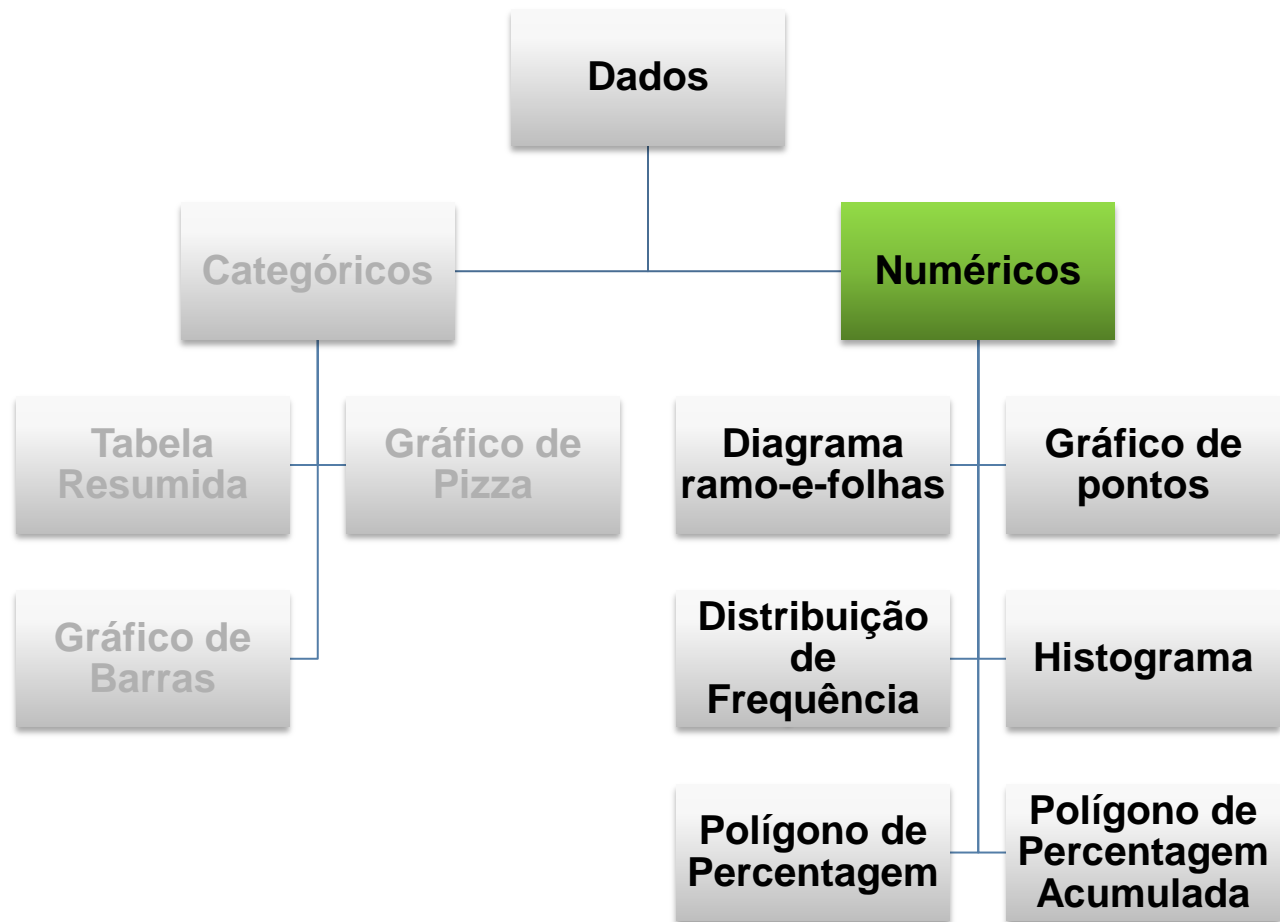 Dados
Categóricos
Numéricos
Tabela
Resumida
Gráfico de
Pizza
Diagrama
ramo-e-folhas
Gráfico de
pontos
Gráfico de
Barras
Distribuição
de
Frequência
Histograma
Polígono de
Percentagem
Polígono de
Percentagem
Acumulada